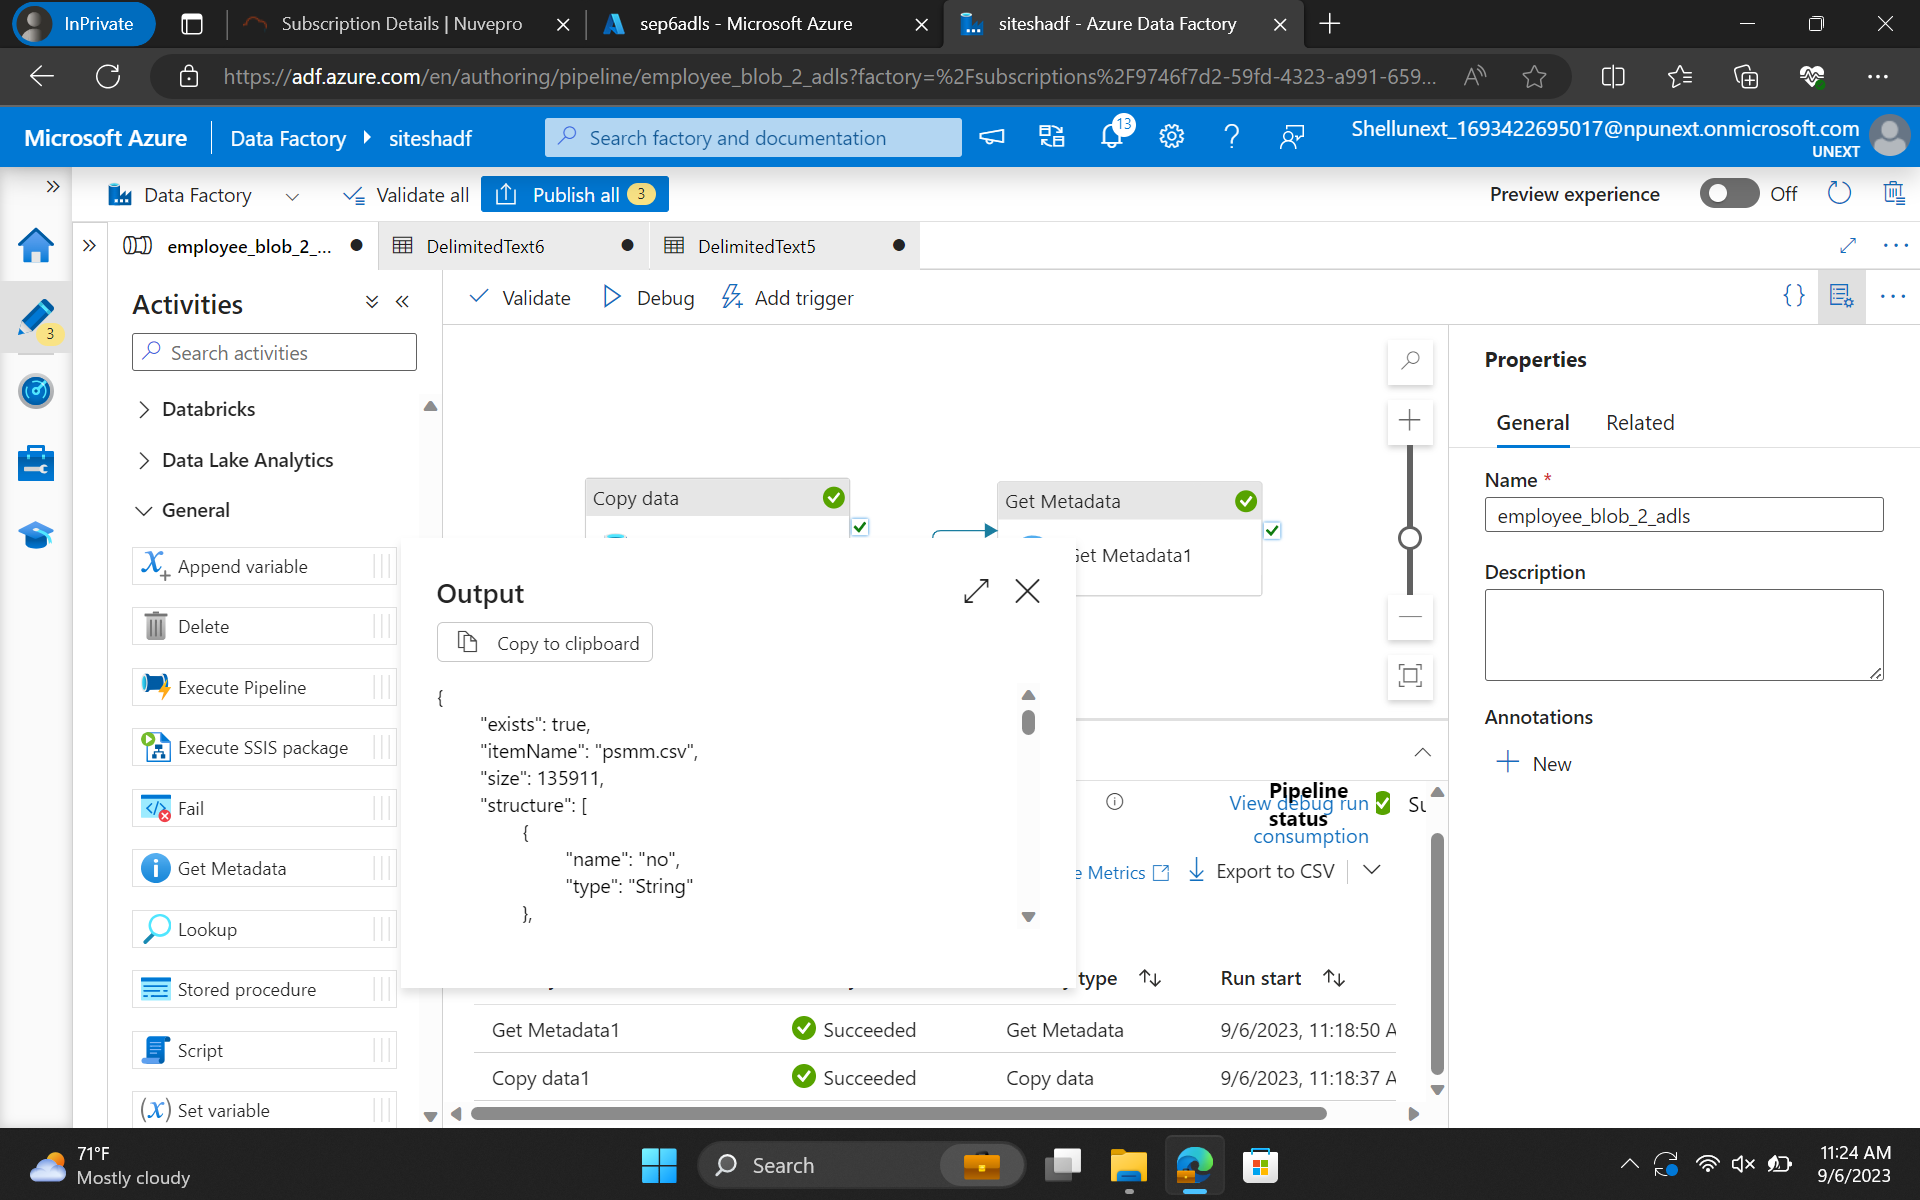 InPrivate
Subscription Details | Nuvepro
sep6adls - Microsoft Azure
siteshadf - Azure Data Factory
https://adf.azure.com/en/authoring/pipeline/employee_blob_2_adls?factory=%2Fsubscriptions%2F9746f7d2-59fd-4323-a991-659...
Microsoft Azure
Data Factory
siteshadf
Search factory and documentation
13
Shellunext_1693422695017@npunext.onmicrosoft.com
UNEXT
Data Factory
Validate all
Publish all 3
Preview experience
Off
employee_blob_2_...
DelimitedText6
DelimitedText5
3
Activities
Search activities
Databricks
Data Lake Analytics
General
Append variable
Delete
Execute Pipeline
Execute SSIS package
Fail
Get Metadata
Lookup
Stored procedure
Script
Set variable
Validate
Debug
Add trigger
Copy data
Get Metadata
Get Metadata1
Output
Copy to clipboard
{
"exists": true,
"itemName": "psmm.csv",
"size": 135911,
"structure": [
{
"name": "no",
"type": "String"
},
Pipeline
status
View debug run
consumption
Su
e Metrics
Export to CSV
type
Run start
Get Metadata1
Succeeded
Get Metadata
9/6/2023, 11:18:50 A
Copy data1
Succeeded
Copy data
9/6/2023, 11:18:37 A
Properties
General
Related
Name *
employee_blob_2_adls
Description
Annotations
New
71°F
Mostly cloudy
Search
11:24 AM
9/6/2023